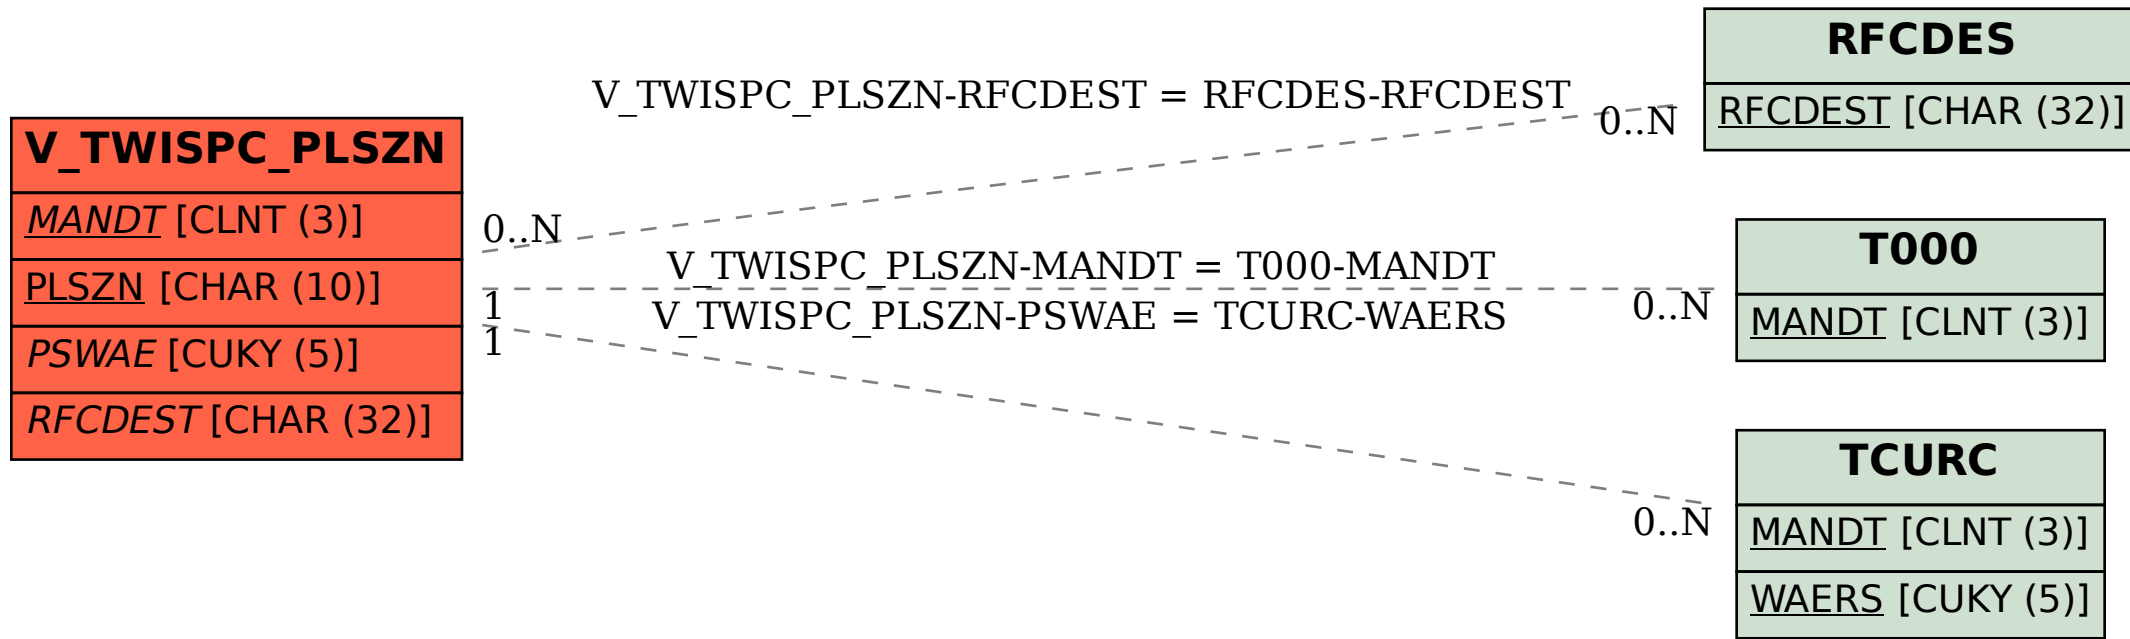 V_TWISPC_PLSZN
MANDT [CLNT (3)]
PLSZN [CHAR (10)]
PSWAE [CUKY (5)]
RFCDEST [CHAR (32)]
V_TWISPC_PLSZN-RFCDEST = RFCDES-RFCDEST
0..N
0..N
V_TWISPC_PLSZN-MANDT = T000-MANDT
1
0..N
V_TWISPC_PLSZN-PSWAE = TCURC-WAERS
1
0..N
RFCDES
RFCDEST [CHAR (32)]
T000
MANDT [CLNT (3)]
TCURC
MANDT [CLNT (3)]
WAERS [CUKY (5)]